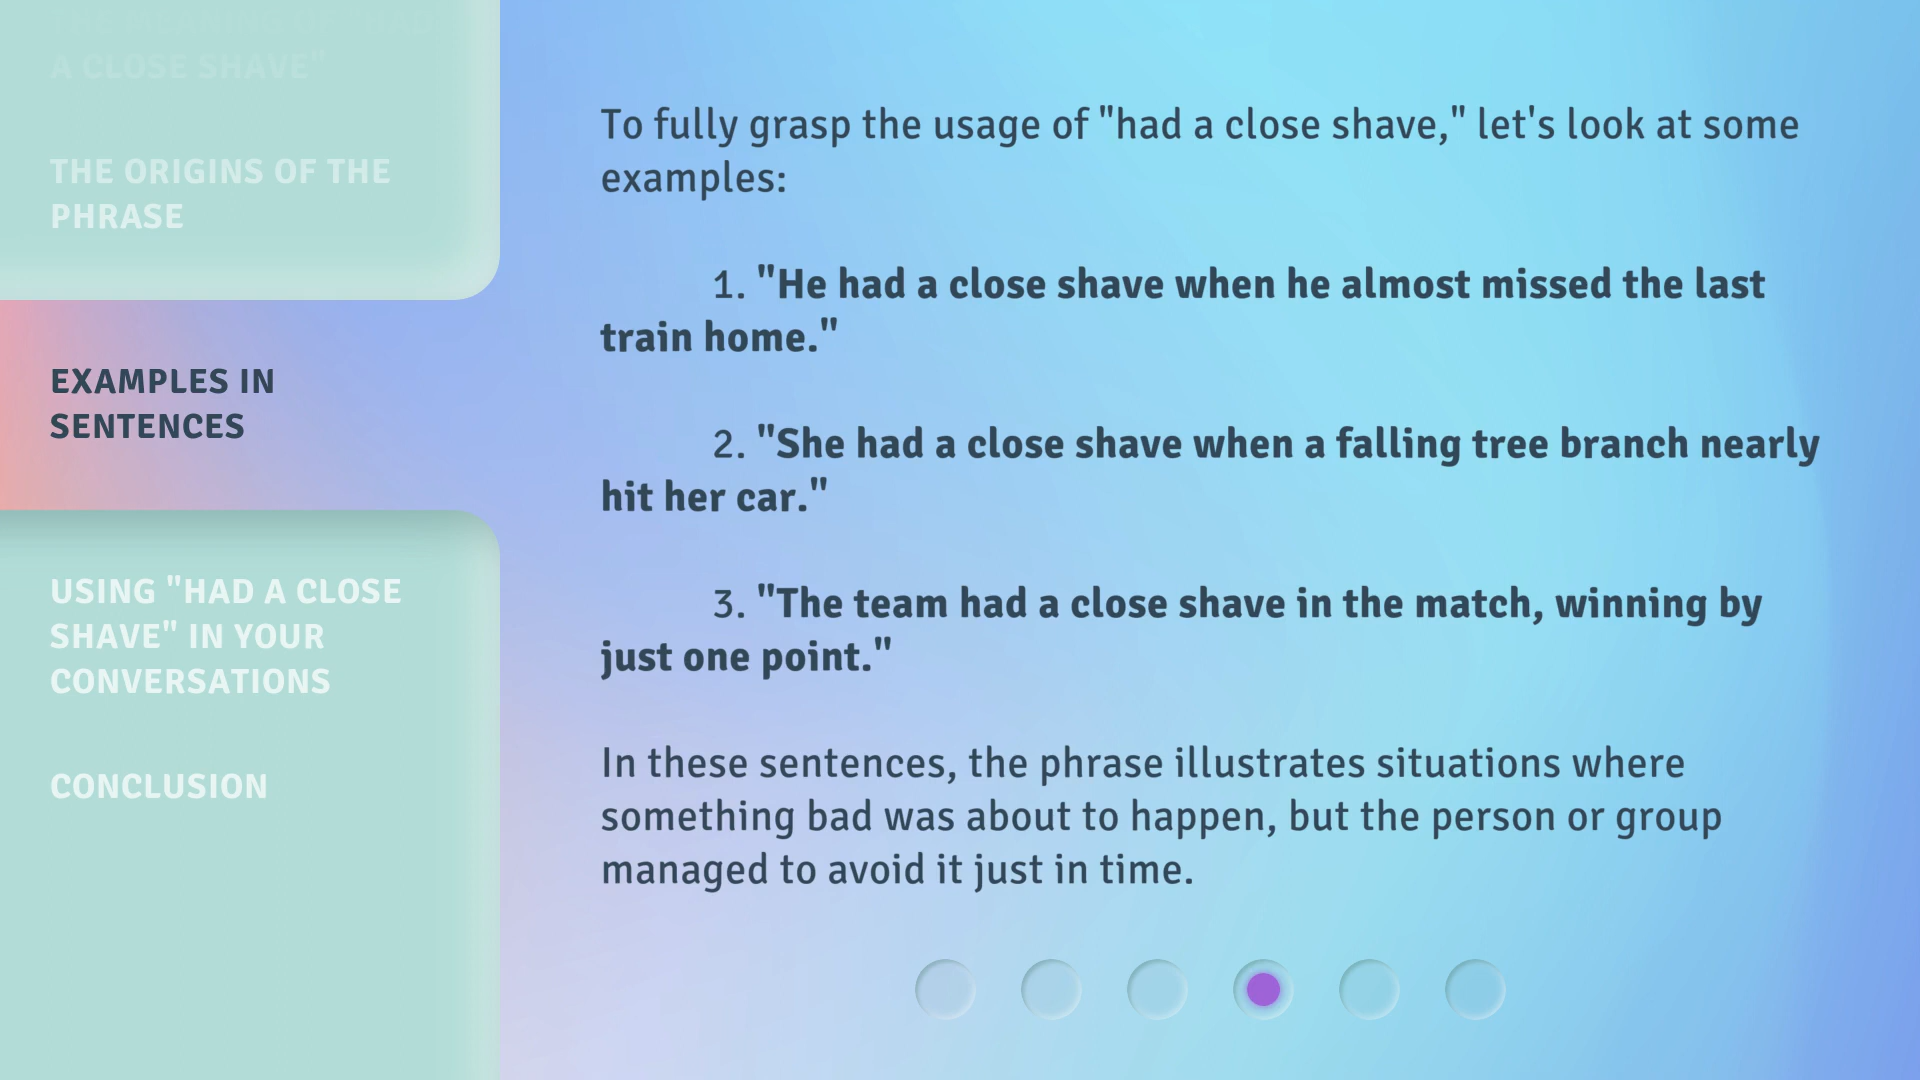 A CLOSE SHAVE"
THE ORIGINS OF THE
PHRASE
EXAMPLES IN
SENTENCES
USING "HAD A CLOSE
SHAVE" IN YOUR
CONVERSATIONS
CONCLUSION
To fully grasp the usage of "had a close shave," let's look at some
examples:
1. "He had a close shave when he almost missed the last
train home."
2. "She had a close shave when a falling tree branch nearly
hit her car."
3. "The team had a close shave in the match, winning by
just one point."
In these sentences, the phrase illustrates situations where
something bad was about to happen, but the person or group
managed to avoid it just in time.